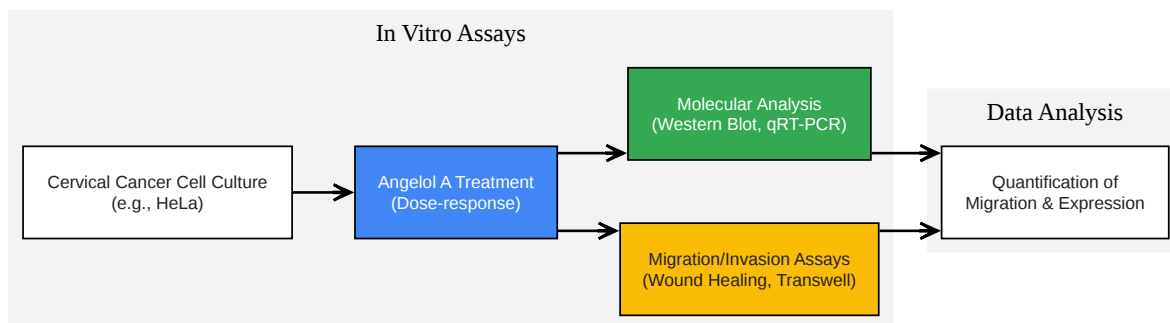 In Vitro Assays
Cervical Cancer Cell Culture
(e.g., HeLa)
Angelol A Treatment
(Dose-response)
Molecular Analysis
(Western Blot, qRT-PCR)
Migration/Invasion Assays
(Wound Healing, Transwell)
Data Analysis
Quantification of
Migration & Expression